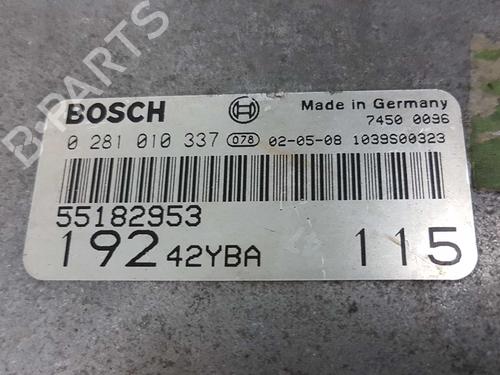 B-PARTS
BOSCH
Made in Germany
7450 0096
0 281 010 337 078 02-05-08 1039S00323
55182953
192 42YBA 115